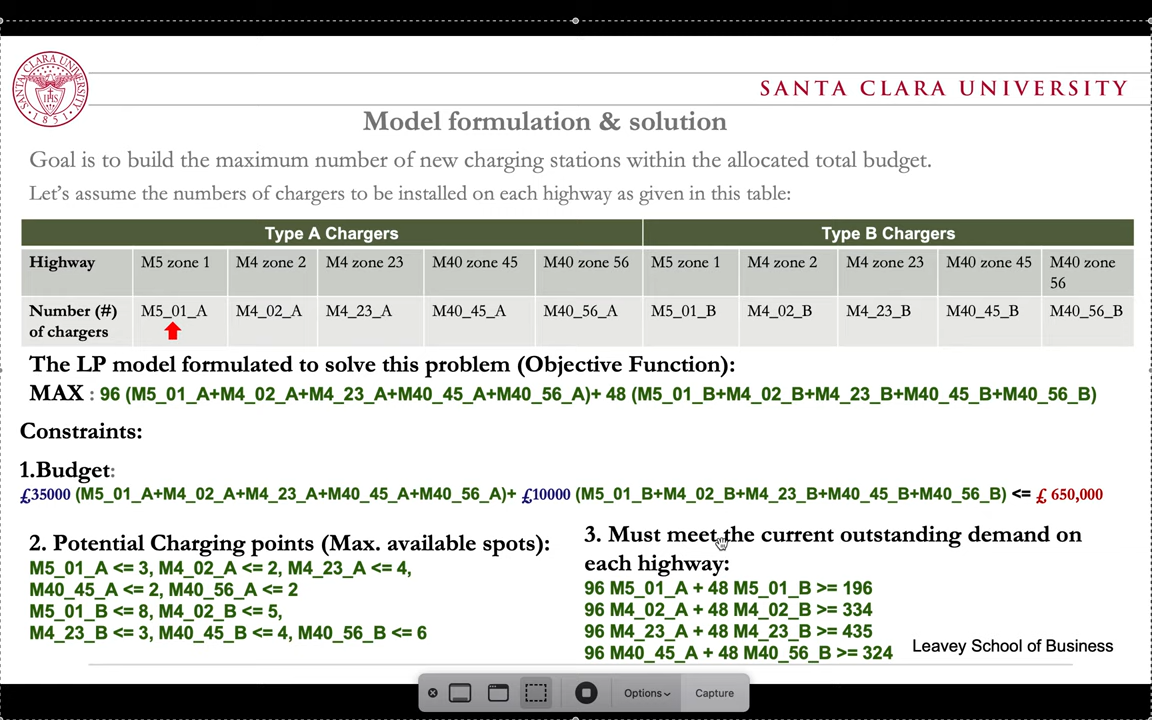 SANTA CLARA UNIVERSITY
Model formulation & solution
Goal is to build the maximum number of new charging stations within the allocated total budget.
Let's assume the numbers of chargers to be installed on each highway as given in this table:
Type A Chargers Type B Chargers
Highway M5 zone 1 M4 zone 2 M4 zone 23 M40 zone 45 M40 zone 56 M5 zone 1 M4 zone 2 M4 zone 23 M40 zone 45 M40 zone
56
Number (#) M5_01_A M4_02_A M4_23_A M40_45_A M40_56_A M5_01_B M4_02_B M4_23_B M40_45_B M40_56_B
of chargers
The LP model formulated to solve this problem (Objective Function):
MAX : 96 (M5_01_A+M4_02_A+M4_23_A+M40_45_A+M40_56_A)+ 48 (M5_01_B+M4_02_B+M4_23_B+M40_45_B+M40_56_B)
Constraints:
1.Budget:
£35000 (M5_01_A+M4_02_A+M4_23_A+M40_45_A+M40_56_A)+ £10000 (M5_01_B+M4_02_B+M4_23_B+M40_45_B+M40_56_B) <= £ 650,000
2. Potential Charging points (Max. available spots):
M5_01_A <= 3, M4_02_A <= 2, M4_23_A <= 4,
M40_45_A <= 2, M40_56_A <= 2
M5_01_B <= 8, M4_02_B <= 5,
M4_23_B <= 3, M40_45_B <= 4, M40_56_B <= 6
3. Must meet the current outstanding demand on
each highway:
96 M5_01_A + 48 M5_01_B >= 196
96 M4_02_A + 48 M4_02_B >= 334
96 M4_23_A + 48 M4_23_B >= 435
96 M40_45_A + 48 M40_56_B >= 324
Leavey School of Business
Options Capture